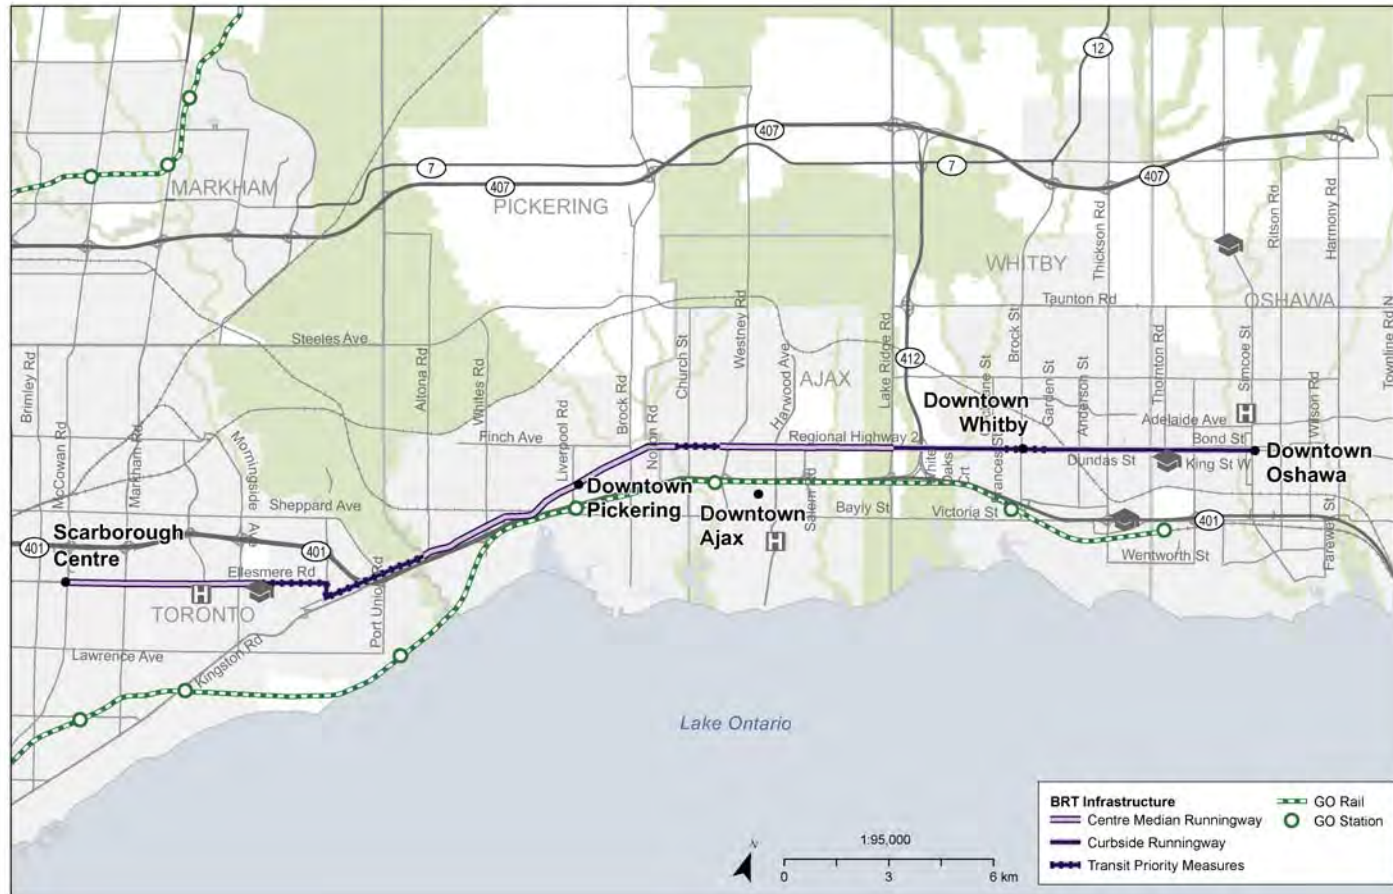 12
407
7
407
7
407
MARKHAM
PICKERING
WHITBY
OSHAWA
AJAX
TORONTO
Ritson Rd
Harmony Rd
Thickson Rd
Taunton Rd
Steeles Ave
Altona Rd
Whites Rd
Brock Rd
Church St
Westney Rd
Harwood Ave
Lake Ridge Rd
412
Brock St
Garden St
Anderson St
Thornton Rd
Simcoe St
Wilson Rd
Townline Rd N
Brimley Rd
McCowan Rd
Markham Rd
Morningside Ave
Finch Ave
Liverpool Rd
Regional Highway 2
Downtown
Whitby
Adelaide Ave
H
Bond St
Dundas St
King St W
Downtown
Oshawa
Downtown
Pickering
Downtown
Ajax
Salem Rd
Bayly St
Victoria St
Oaks
Crt
Sheppard Ave
Scarborough
Centre
401
401
401
Wentworth St
Farewell St
Ellesmere Rd
H
H
Port Union Rd
Lawrence Ave
Kingston Rd
Lake Ontario
N
1:95,000
0 3 6 km
BRT Infrastructure
Centre Median Runningway
Curbside Runningway
Transit Priority Measures
GO Rail
GO Station